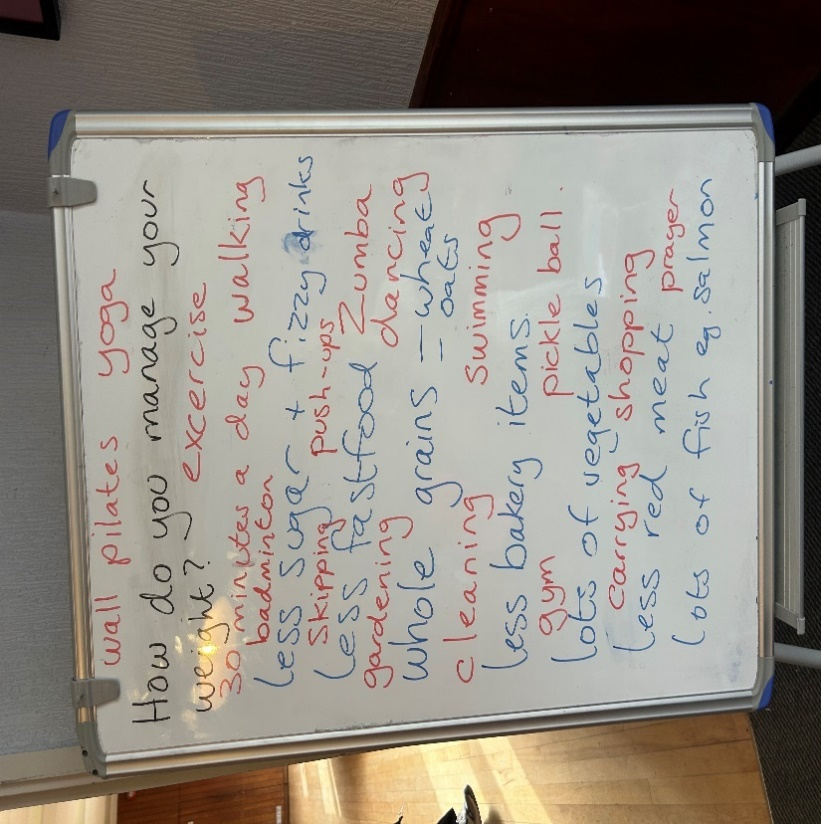 wall pilates yoga
How do you manage your
weight? excercise
30 minutes a day walking
badminton
Less sugar + fizzy drinks
Skipping push-ups
Less fastfood Zumba
gardening dancing
Whole grains - wheat
- oats
cleaning swimming
Less bakery items.
gym pickle ball.
Lots of vegetables
carrying shopping
Less red meat prayer
Lots of fish eg. salmon